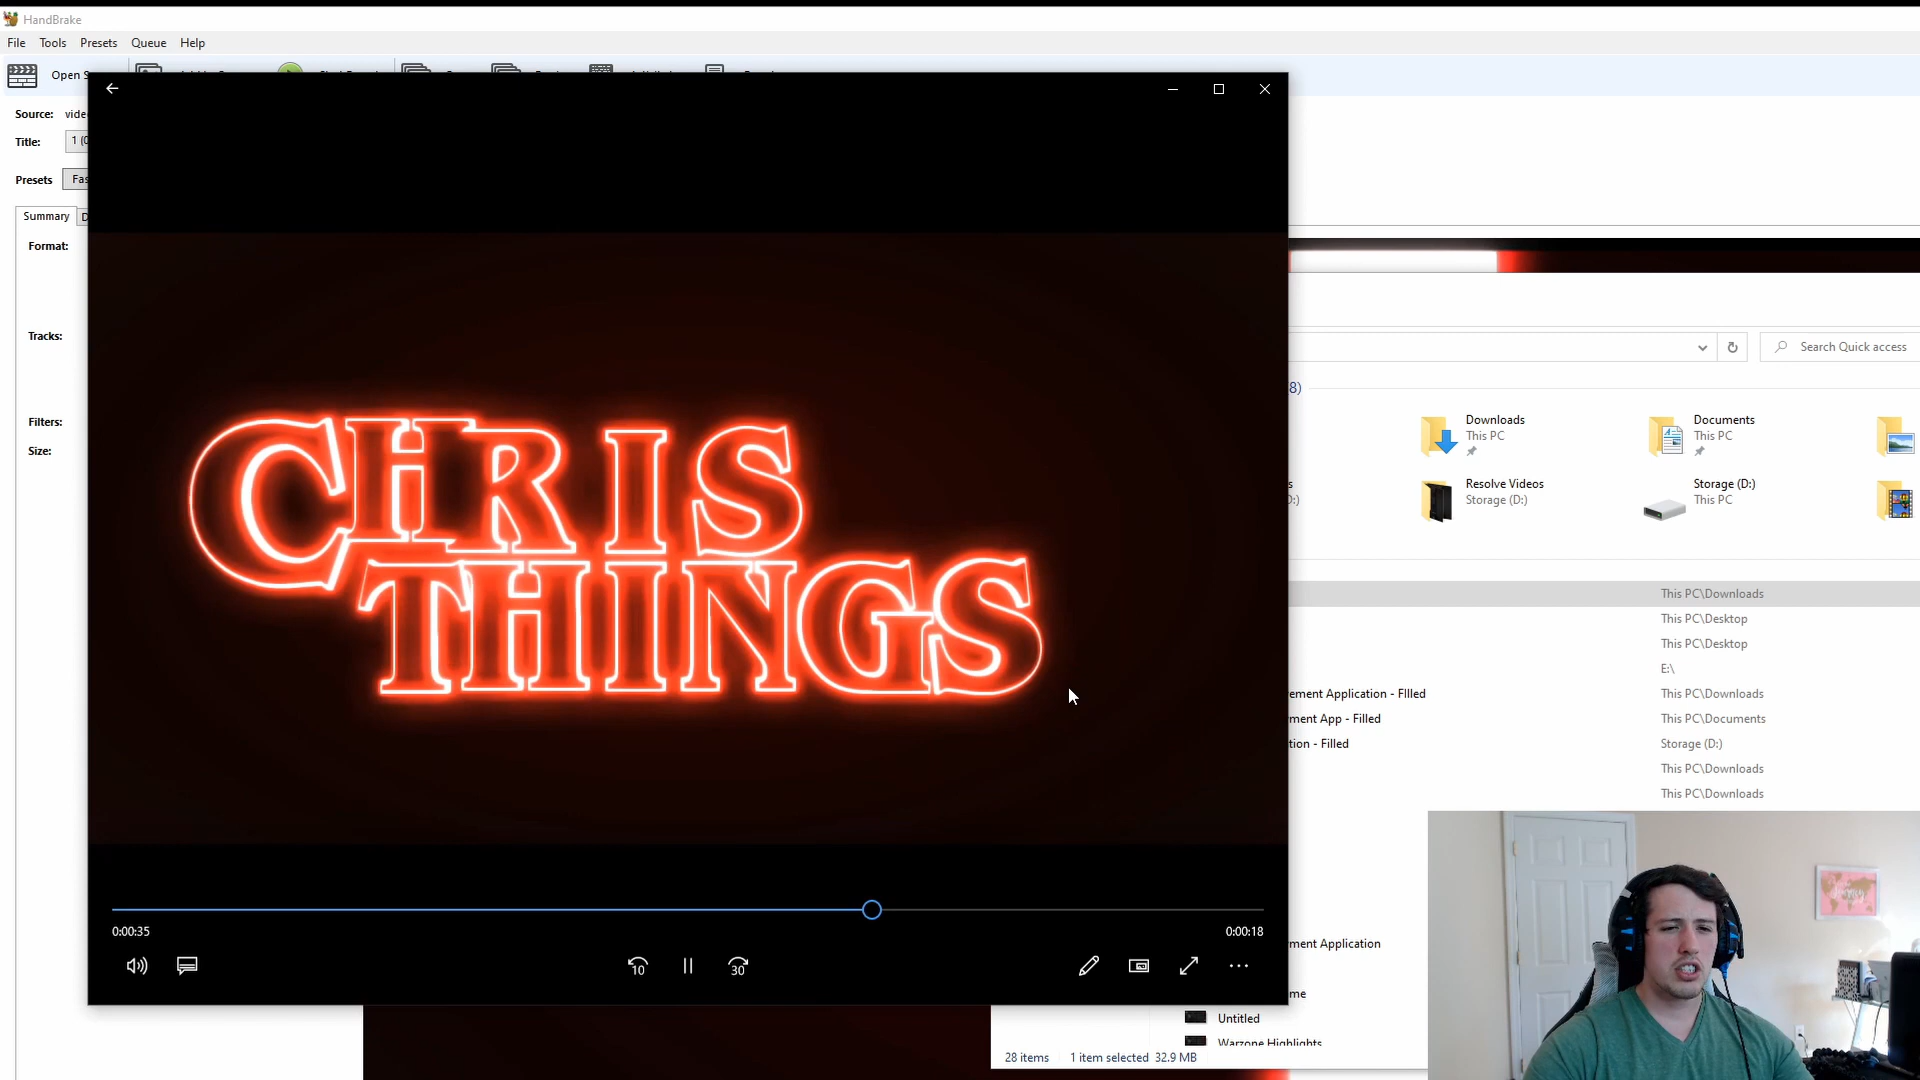 HandBrake
File Tools Presets Queue Help
Open
Source:
Title: 1
Presets
Summary
Format:
Tracks:
Filters:
Size:
CHRIS
THINGS
0:00:35
0:00:18
10
30
Search Quick access
Downloads
This PC
Documents
This PC
Resolve Videos
Storage (D:)
Storage (D:)
This PC
This PC\Downloads
This PC\Desktop
This PC\Desktop
E:\
ement Application - FIlled
This PC\Downloads
ment App - Filled
This PC\Documents
tion - Filled
Storage (D:)
This PC\Downloads
This PC\Downloads
ment Application
me
Untitled
Warzone Highlights
28 items 1 item selected 32.9 MB